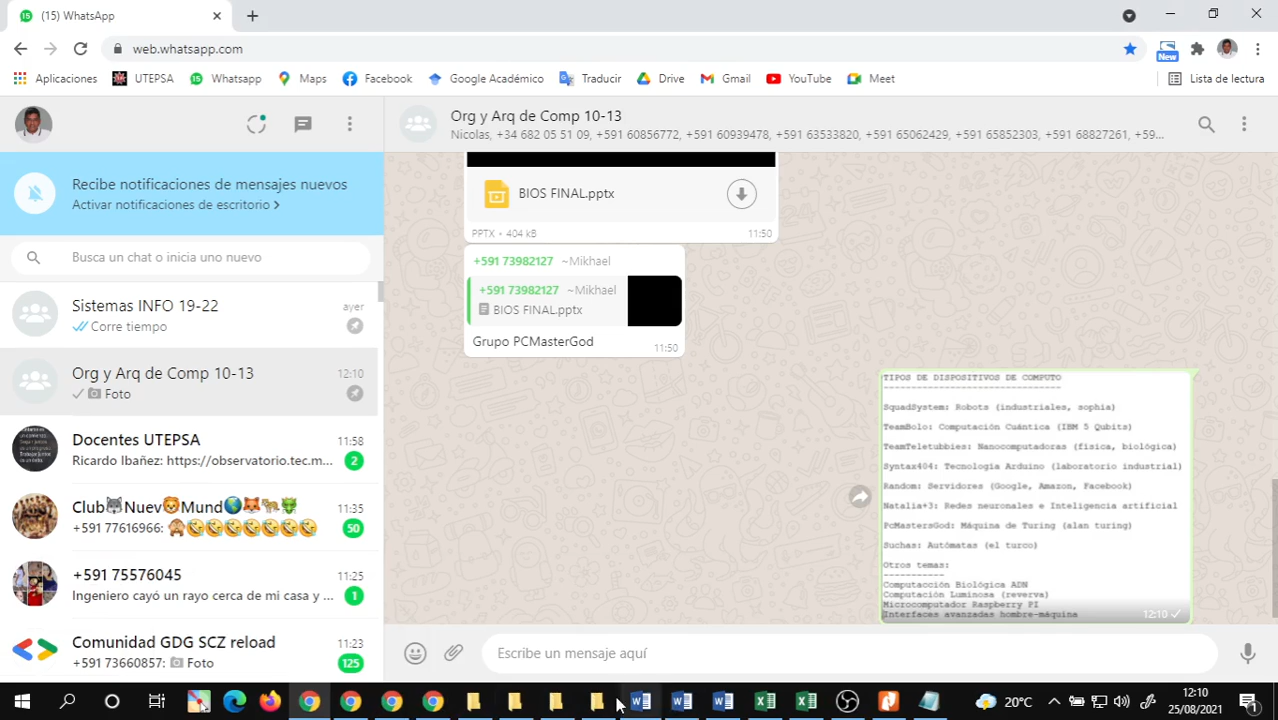 (15) WhatsApp
web.whatsapp.com
New
Aplicaciones
UTEPSA
Whatsapp
Maps
Facebook
Google Académico
Traducir
Drive
Gmail
YouTube
Meet
Lista de lectura
Org y Arq de Comp 10-13
Nicolas, +34 682 05 51 09, +591 60856772, +591 60939478, +591 63533820, +591 65062429, +591 65852303, +591 68827261, +59...
Recibe notificaciones de mensajes nuevos
Activar notificaciones de escritorio >
Busca un chat o inicia uno nuevo
Sistemas INFO 19-22
ayer
Corre tiempo
Org y Arq de Comp 10-13
12:10
Foto
Docentes UTEPSA
11:58
Ricardo Ibañez: https://observatorio.tec.m...
2
Club🐺Nuev🦁Mund🌎🦊🐆🐲
11:35
+591 77616966: 🙈🤣🤣🤣🤣🤣🤣🤣
50
+591 75576045
11:25
Ingeniero cayó un rayo cerca de mi casa y ...
1
Comunidad GDG SCZ reload
11:23
+591 73660857: Foto
125
BIOS FINAL.pptx
PPTX • 404 kB
11:50
+591 73982127 ~Mikhael
+591 73982127 ~Mikhael
BIOS FINAL.pptx
Grupo PCMasterGod
11:50
TIPOS DE DISPOSITIVOS DE COMPUTO
--------------------------------
SquadSystem: Robots (industriales, sophia)
TeamBolo: Computación Cuántica (IBM 5 Qubits)
TeamTeletubbies: Nanocomputadoras (física, biológica)
Syntax404: Tecnología Arduino (laboratorio industrial)
Random: Servidores (Google, Amazon, Facebook)
Natalia+3: Redes neuronales e Inteligencia artificial
PcMastersGod: Máquina de Turing (alan turing)
Suchas: Autómatas (el turco)
Otros temas:
-----------
Computacción Biológica ADN
Computación Luminosa (reverva)
Microcomputador Raspberry PI
Interfaces avanzadas hombre-máquina
12:10
Escribe un mensaje aquí
20°C
12:10
25/08/2021
1